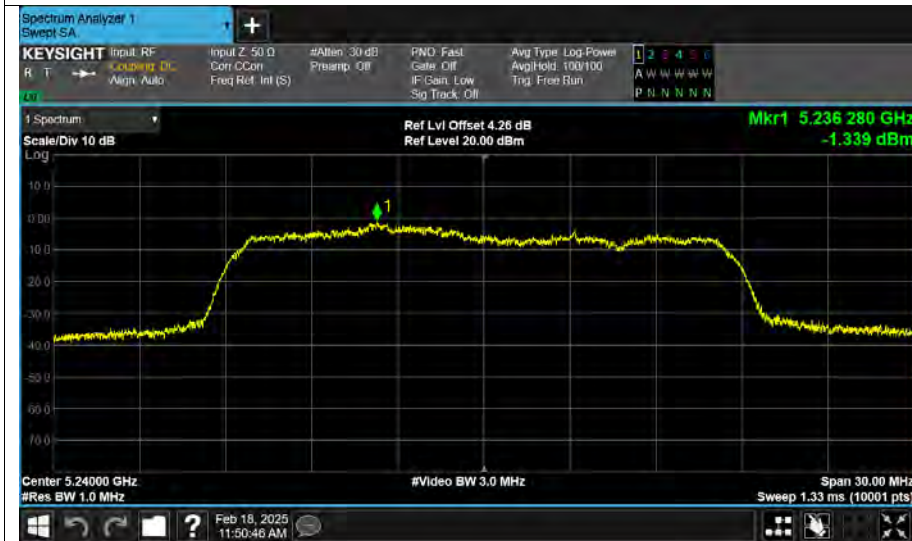 Spectrum Analyzer 1
Swept SA
+
KEYSIGHT Input: RF Input Z: 50 Ω #Atten: 30 dB PNO: Fast Avg Type: Log-Power 1 2 3 4 5 6
R T Coupling: DC Corr CCorr Preamp: Off Gate: Off Avg|Hold: 100/100 A W W W W W
Align: Auto Freq Ref: Int (S) IF Gain: Low Trig: Free Run
Sig Track: Off P N N N N N
1 Spectrum
Scale/Div 10 dB
Ref Lvl Offset 4.26 dB
Ref Level 20.00 dBm
Mkr1 5.236 280 GHz
-1.339 dBm
Log
10.0
0.00
1
-10.0
-20.0
-30.0
-40.0
-50.0
-60.0
-70.0
Center 5.24000 GHz #Video BW 3.0 MHz Span 30.00 MHz
#Res BW 1.0 MHz Sweep 1.33 ms (10001 pts)
? Feb 18, 2025
11:50:46 AM